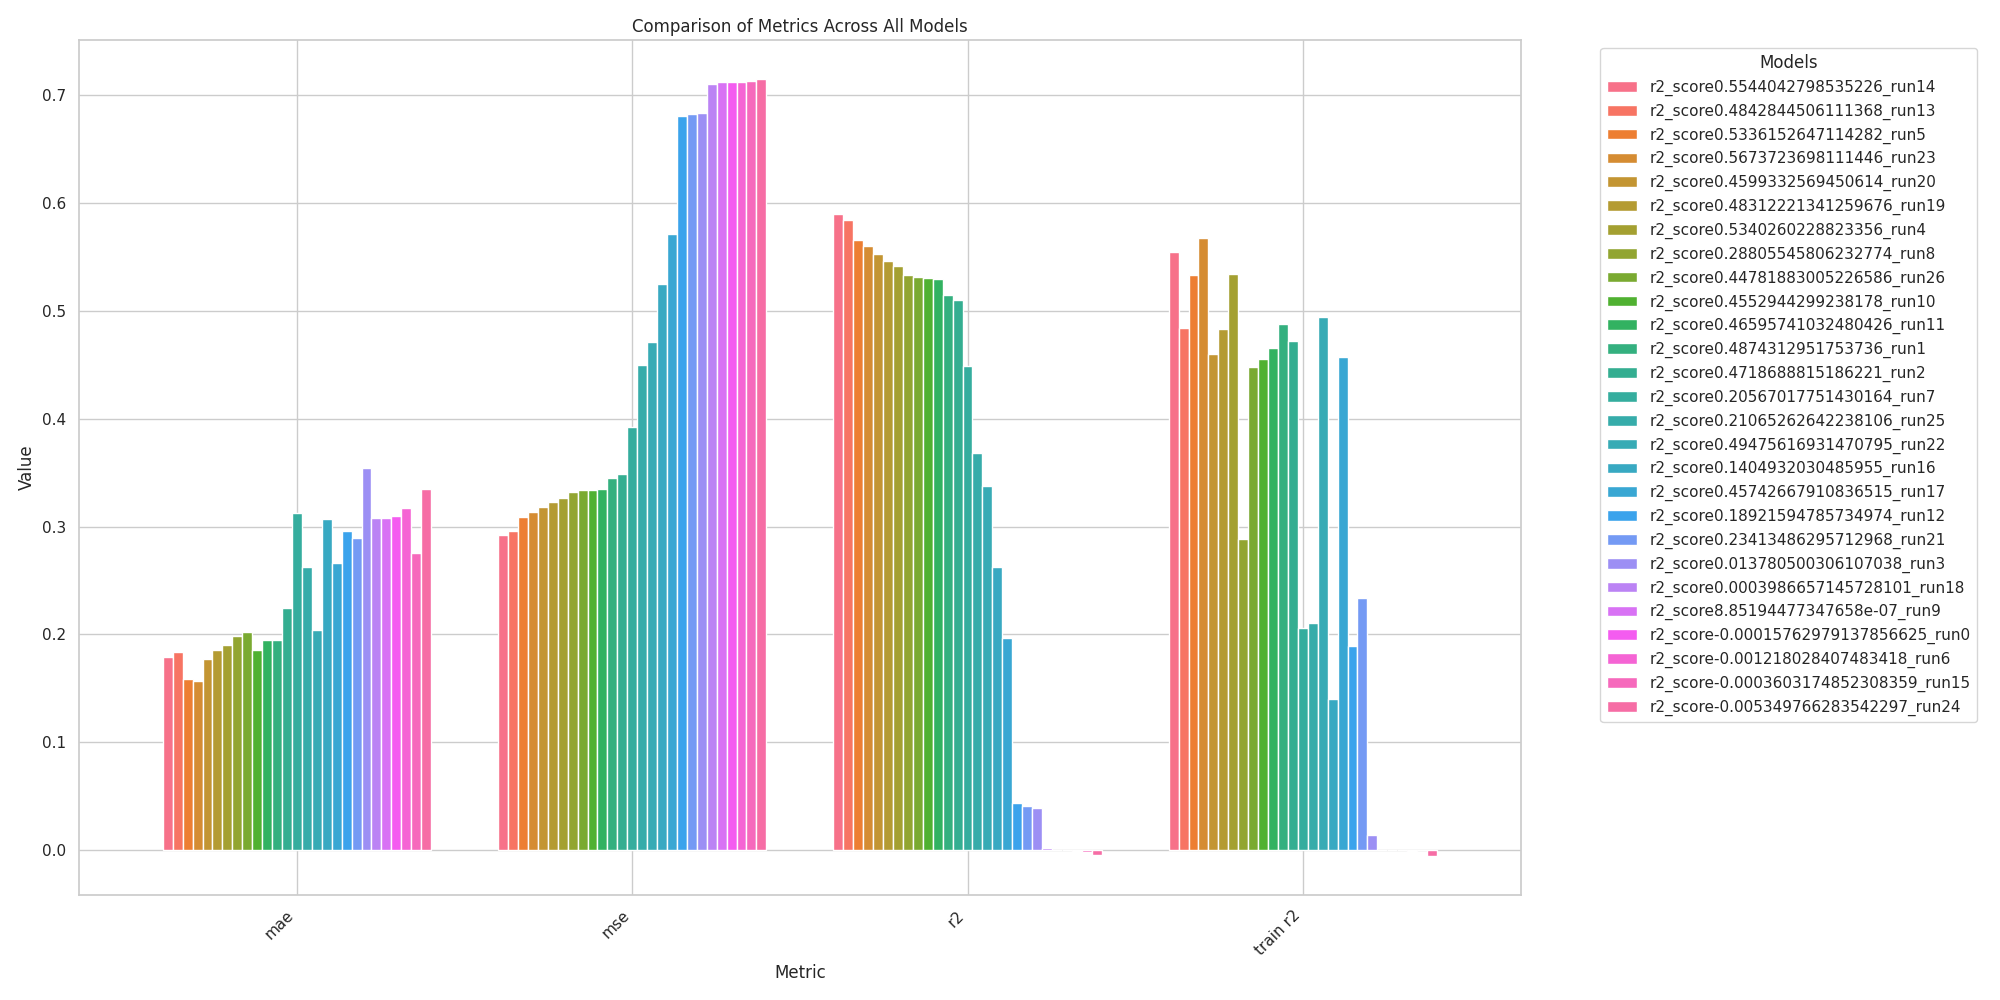 Comparison of Metrics Across All Models
Value
0.7
0.6
0.5
0.4
0.3
0.2
0.1
0.0
mae
mse
r2
train r2
Metric
Models
r2_score0.5544042798535226_run14
r2_score0.4842844506111368_run13
r2_score0.5336152647114282_run5
r2_score0.5673723698111446_run23
r2_score0.4599332569450614_run20
r2_score0.48312221341259676_run19
r2_score0.5340260228823356_run4
r2_score0.28805545806232774_run8
r2_score0.44781883005226586_run26
r2_score0.4552944299238178_run10
r2_score0.46595741032480426_run11
r2_score0.4874312951753736_run1
r2_score0.4718688815186221_run2
r2_score0.20567017751430164_run7
r2_score0.21065262642238106_run25
r2_score0.49475616931470795_run22
r2_score0.1404932030485955_run16
r2_score0.45742667910836515_run17
r2_score0.18921594785734974_run12
r2_score0.23413486295712968_run21
r2_score0.013780500306107038_run3
r2_score0.0003986657145728101_run18
r2_score8.85194477347658e-07_run9
r2_score-0.00015762979137856625_run0
r2_score-0.001218028407483418_run6
r2_score-0.0003603174852308359_run15
r2_score-0.005349766283542297_run24